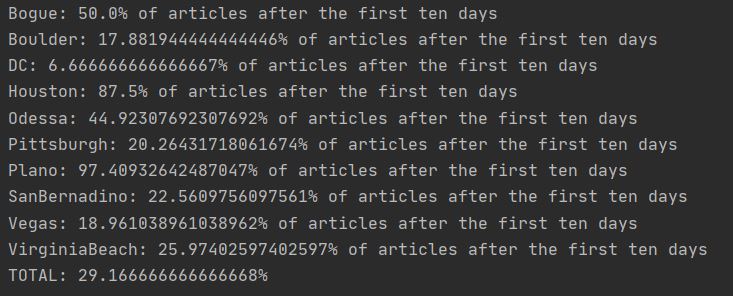 Bogue: 50.0% of articles after the first ten days
Boulder: 17.881944444444446% of articles after the first ten days
DC: 6.666666666666667% of articles after the first ten days
Houston: 87.5% of articles after the first ten days
Odessa: 44.92307692307692% of articles after the first ten days
Pittsburgh: 20.26431718061674% of articles after the first ten days
Plano: 97.40932642487047% of articles after the first ten days
SanBernadino: 22.5609756097561% of articles after the first ten days
Vegas: 18.961038961038962% of articles after the first ten days
VirginiaBeach: 25.97402597402597% of articles after the first ten days
TOTAL: 29.166666666666668%